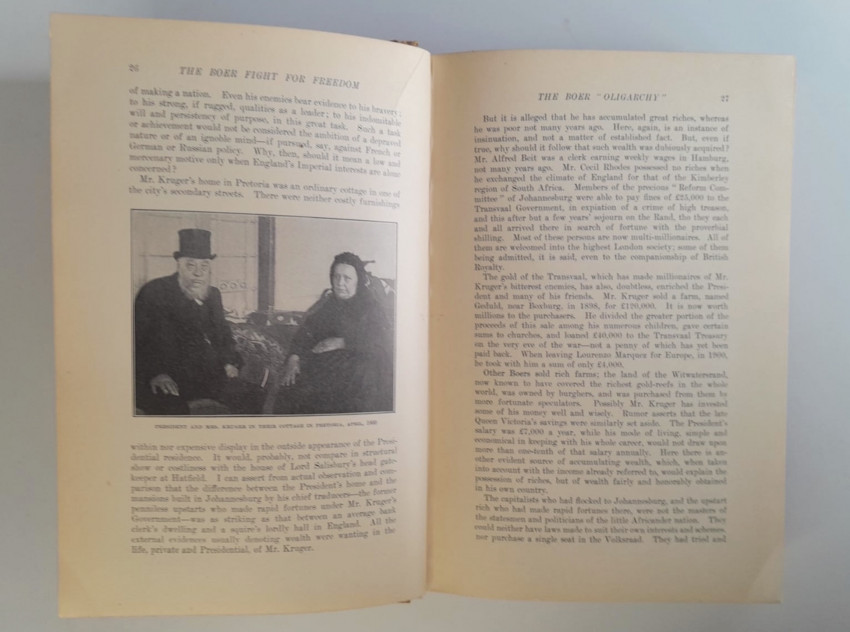 26
THE BOER FIGHT FOR FREEDOM
of making a nation. Even his enemies bear evidence to his bravery;
to his strong, if rugged, qualities as a leader; to his indomitable
will and persistency of purpose, in this great task. Such a task
or achievement would not be considered the ambition of a depraved
nature or of an ignoble mind—if pursued, say, against French or
German or Russian policy. Why, then, should it mean a low and
mercenary motive only when England's Imperial interests are alone
concerned?
Mr. Kruger's home in Pretoria was an ordinary cottage in one of
the city's secondary streets. There were neither costly furnishings
PRESIDENT AND MRS. KRUGER IN THEIR COTTAGE IN PRETORIA, APRIL, 1900
within nor expensive display in the outside appearance of the Presi-
dential residence. It would, probably, not compare in structural
show or costliness with the house of Lord Salisbury's head gate-
keeper at Hatfield. I can assert from actual observation and com-
parison that the difference between the President's home and the
mansions built in Johannesburg by his chief traducers—the former
penniless upstarts who made rapid fortunes under Mr. Kruger's
Government—was as striking as that between an average bank
clerk's dwelling and a squire's lordly hall in England. All the
external evidences usually denoting wealth were wanting in the
life, private and Presidential, of Mr. Kruger.
THE BOER "OLIGARCHY"
27
But it is alleged that he has accumulated great riches, whereas
he was poor not many years ago. Here, again, is an instance of
insinuation, and not a matter of established fact. But, even if
true, why should it follow that such wealth was dubiously acquired?
Mr. Alfred Beit was a clerk earning weekly wages in Hamburg,
not many years ago. Mr. Cecil Rhodes possessed no riches when
he exchanged the climate of England for that of the Kimberley
region of South Africa. Members of the precious "Reform Com-
mittee" of Johannesburg were able to pay fines of £25,000 to the
Transvaal Government, in expiation of a crime of high treason,
and this after but a few years' sojourn on the Rand, tho they each
and all arrived there in search of fortune with the proverbial
shilling. Most of these persons are now multi-millionaires. All of
them are welcomed into the highest London society; some of them
being admitted, it is said, even to the companionship of British
Royalty.
The gold of the Transvaal, which has made millionaires of Mr.
Kruger's bitterest enemies, has also, doubtless, enriched the Presi-
dent and many of his friends. Mr. Kruger sold a farm, named
Geduld, near Boxburg, in 1898, for £120,000. It is now worth
millions to the purchasers. He divided the greater portion of the
proceeds of this sale among his numerous children, gave certain
sums to churches, and loaned £40,000 to the Transvaal Treasury
on the very eve of the war—not a penny of which has yet been
paid back. When leaving Lourenzo Marquez for Europe, in 1900,
he took with him a sum of only £4,000.
Other Boers sold rich farms; the land of the Witwatersrand,
now known to have covered the richest gold-reefs in the whole
world, was owned by burghers, and was purchased from them by
more fortunate speculators. Possibly Mr. Kruger has invested
some of his money well and wisely. Rumor asserts that the late
Queen Victoria's savings were similarly set aside. The President's
salary was £7,000 a year, while his mode of living, simple and
economical in keeping with his whole career, would not draw upon
more than one-tenth of that salary annually. Here there is an-
other evident source of accumulating wealth, which, when taken
into account with the income already referred to, would explain the
possession of riches, but of wealth fairly and honorably obtained
in his own country.
The capitalists who had flocked to Johannesburg, and the upstart
rich who had made rapid fortunes there, were not the masters of
the statesmen and politicians of the little Africander nation. They
could neither have laws made to suit their own interests and schemes
nor purchase a single seat in the Volksraad. They had tried and